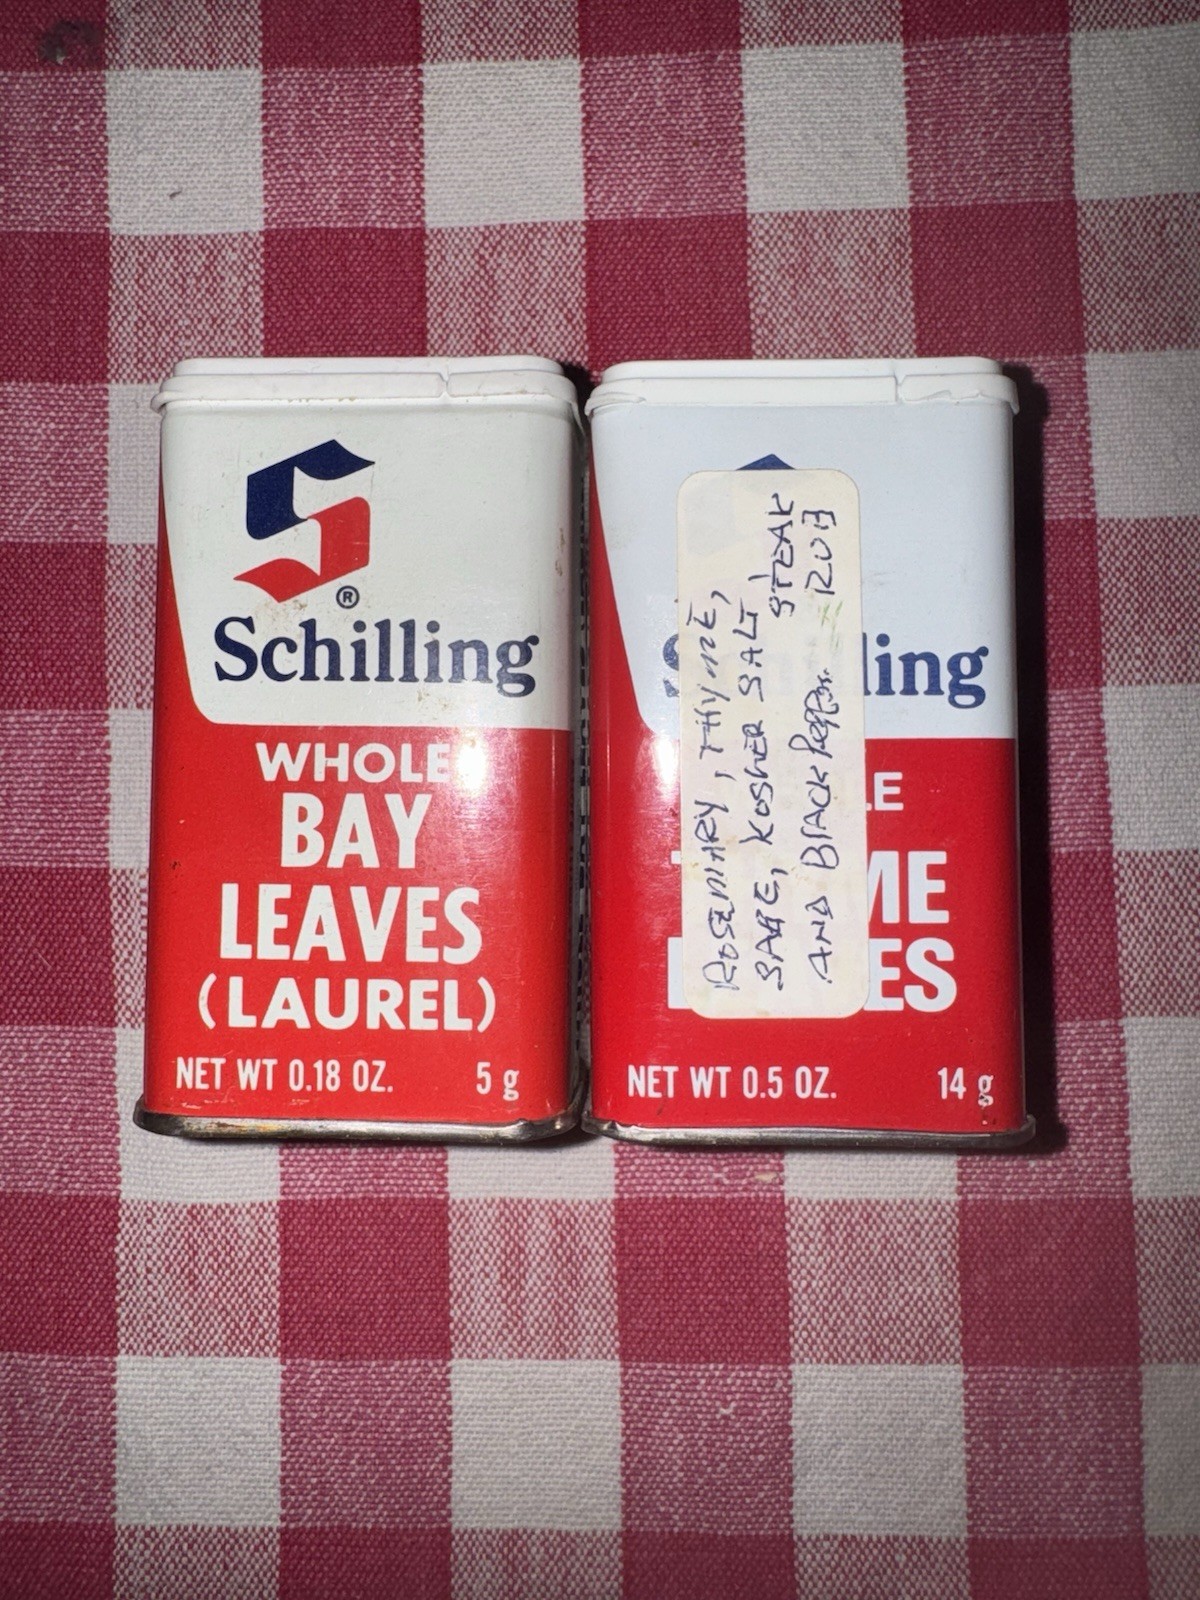 S
®
Schilling
WHOLE
BAY
LEAVES
(LAUREL)
NET WT 0.18 OZ. 5 g
ling
LE
ME
ES
NET WT 0.5 OZ. 14 g
ROSEMARY, THYME,
SAGE, KOSHER SALT,
AND BLACK Pepper.
STEAK
RUB